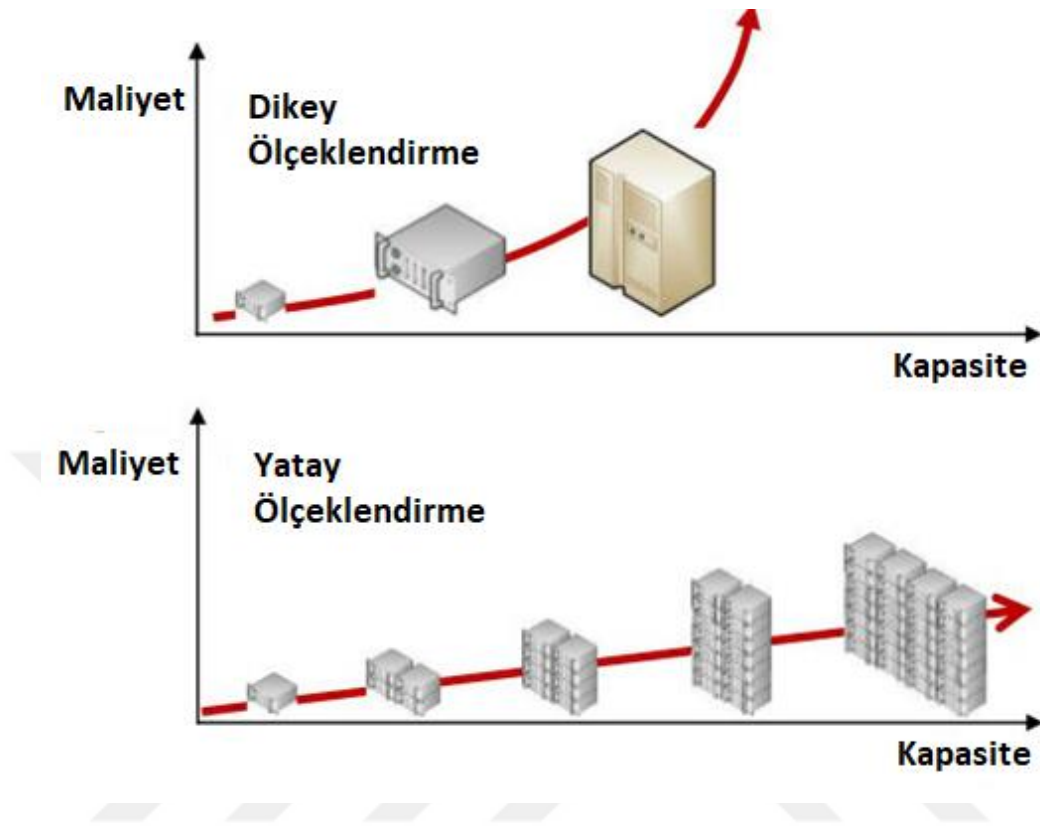 Maliyet
Dikey
Ölçeklendirme
Kapasite
Maliyet
Yatay
Ölçeklendirme
Kapasite